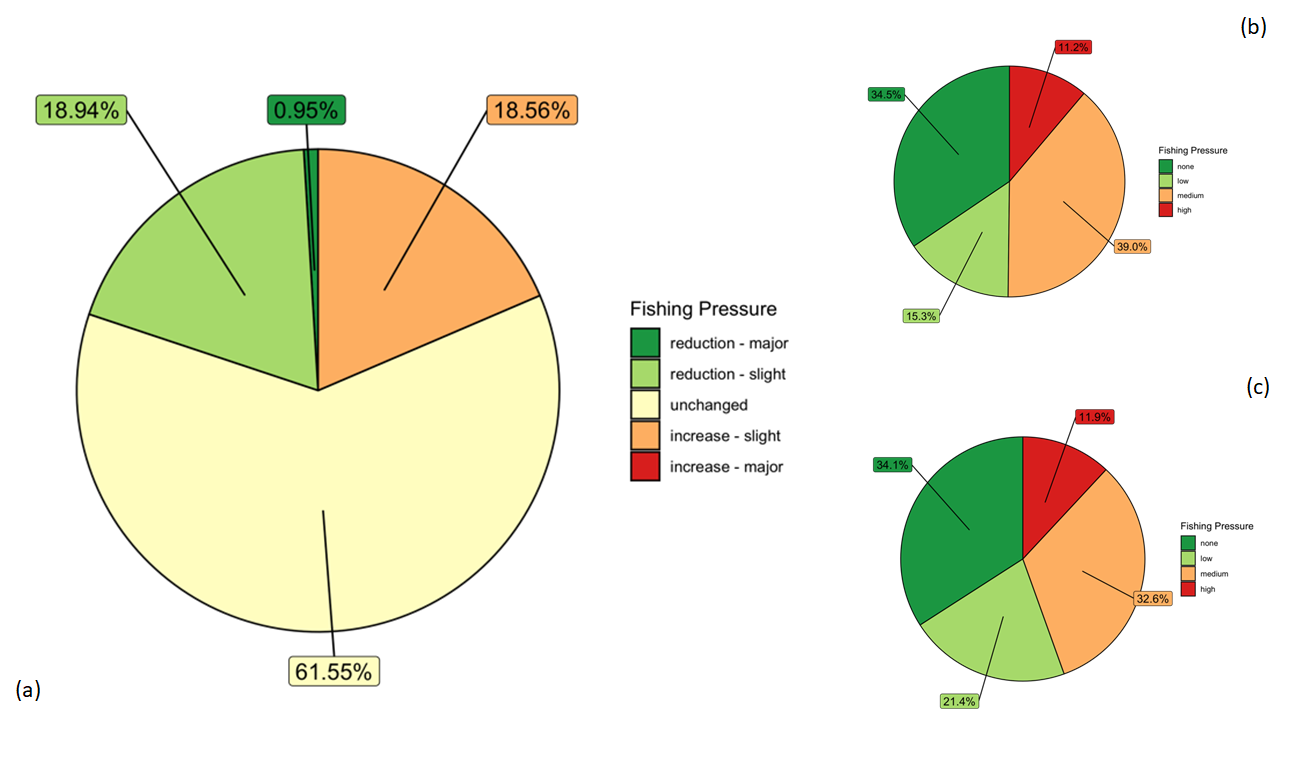 18.94%
0.95%
18.56%
61.55%
Fishing Pressure
reduction - major
reduction - slight
unchanged
increase - slight
increase - major
(a)
(b)
11.2%
34.5%
39.0%
15.3%
Fishing Pressure
none
low
medium
high
(c)
11.9%
34.1%
32.6%
21.4%
Fishing Pressure
none
low
medium
high